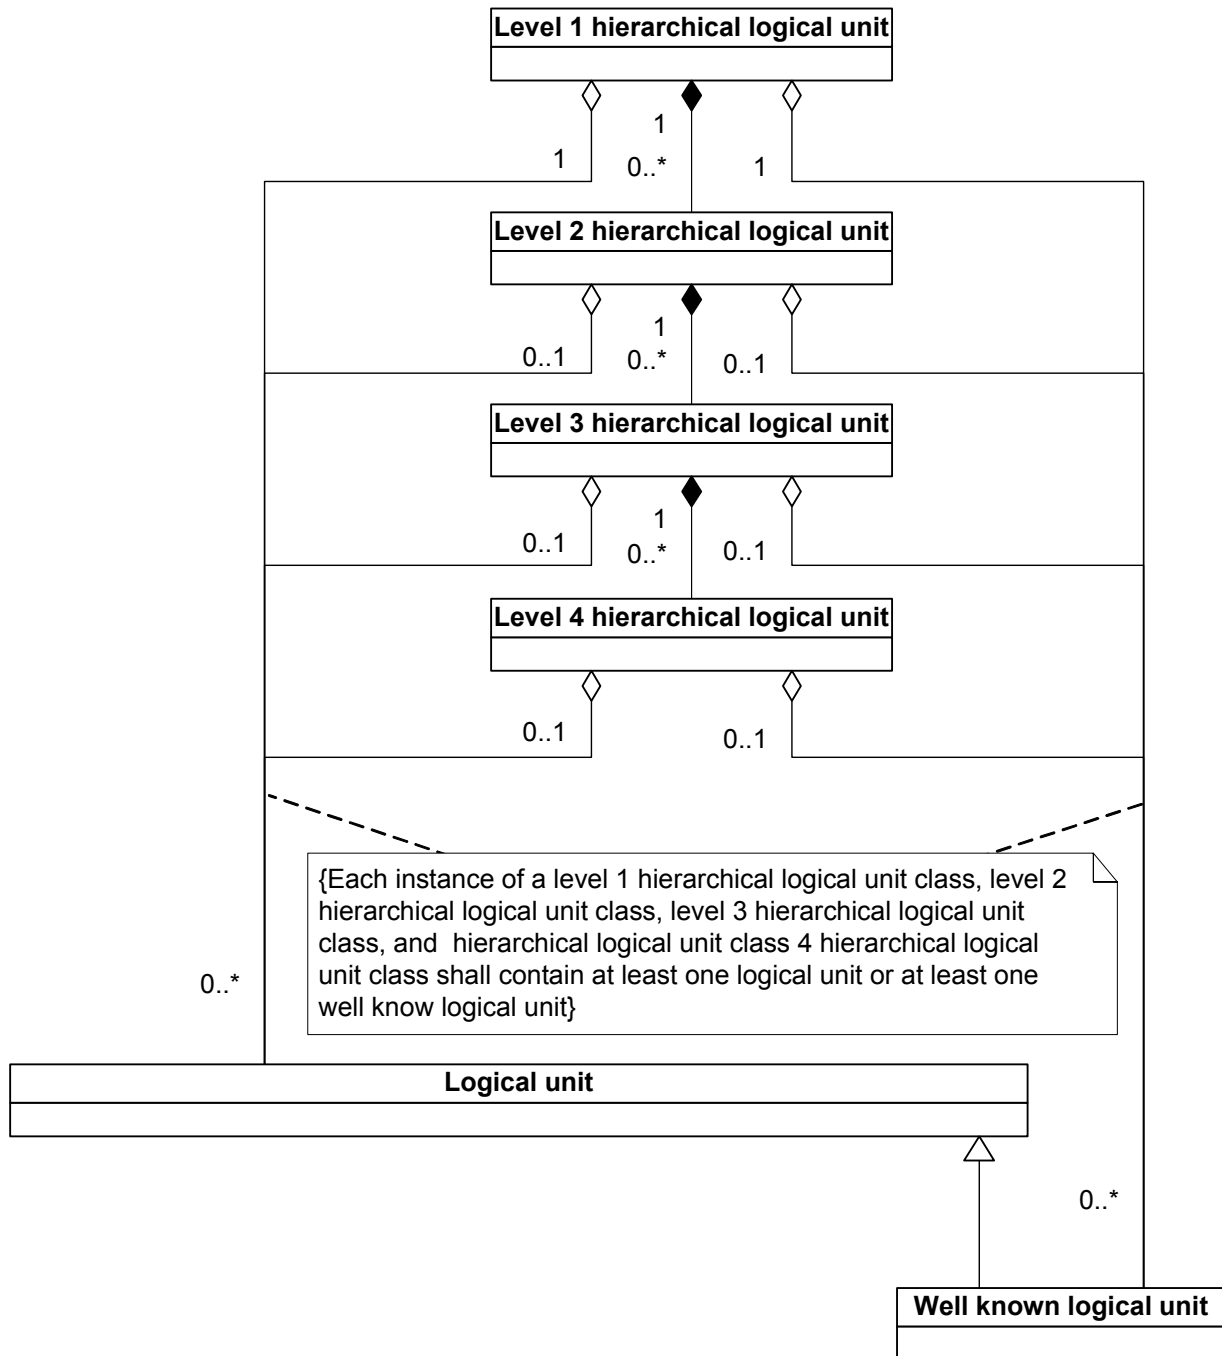 Level 1 hierarchical logical unit
1
1
0..*
1
Level 2 hierarchical logical unit
1
0..1
0..*
0..1
Level 3 hierarchical logical unit
1
0..1
0..*
0..1
Level 4 hierarchical logical unit
0..1
0..1
{Each instance of a level 1 hierarchical logical unit class, level 2
hierarchical logical unit class, level 3 hierarchical logical unit
class, and  hierarchical logical unit class 4 hierarchical logical
unit class shall contain at least one logical unit or at least one
well know logical unit}
0..*
Logical unit
0..*
Well known logical unit